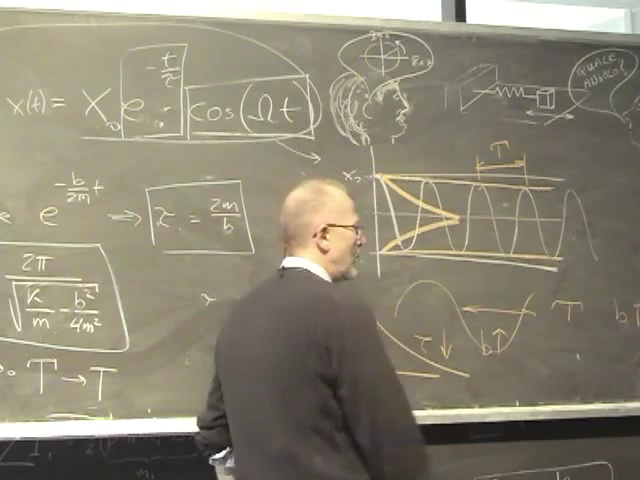 x(t) = X₀ e^(-t/τ) · cos(Ωt)
QUALE
ANGOLO?
T
X₀
e^(-b/2m t) ⇒ τ = 2m/b
2π / √(K/m - b²/4m²)
T
τ ↓ b↑
T → T